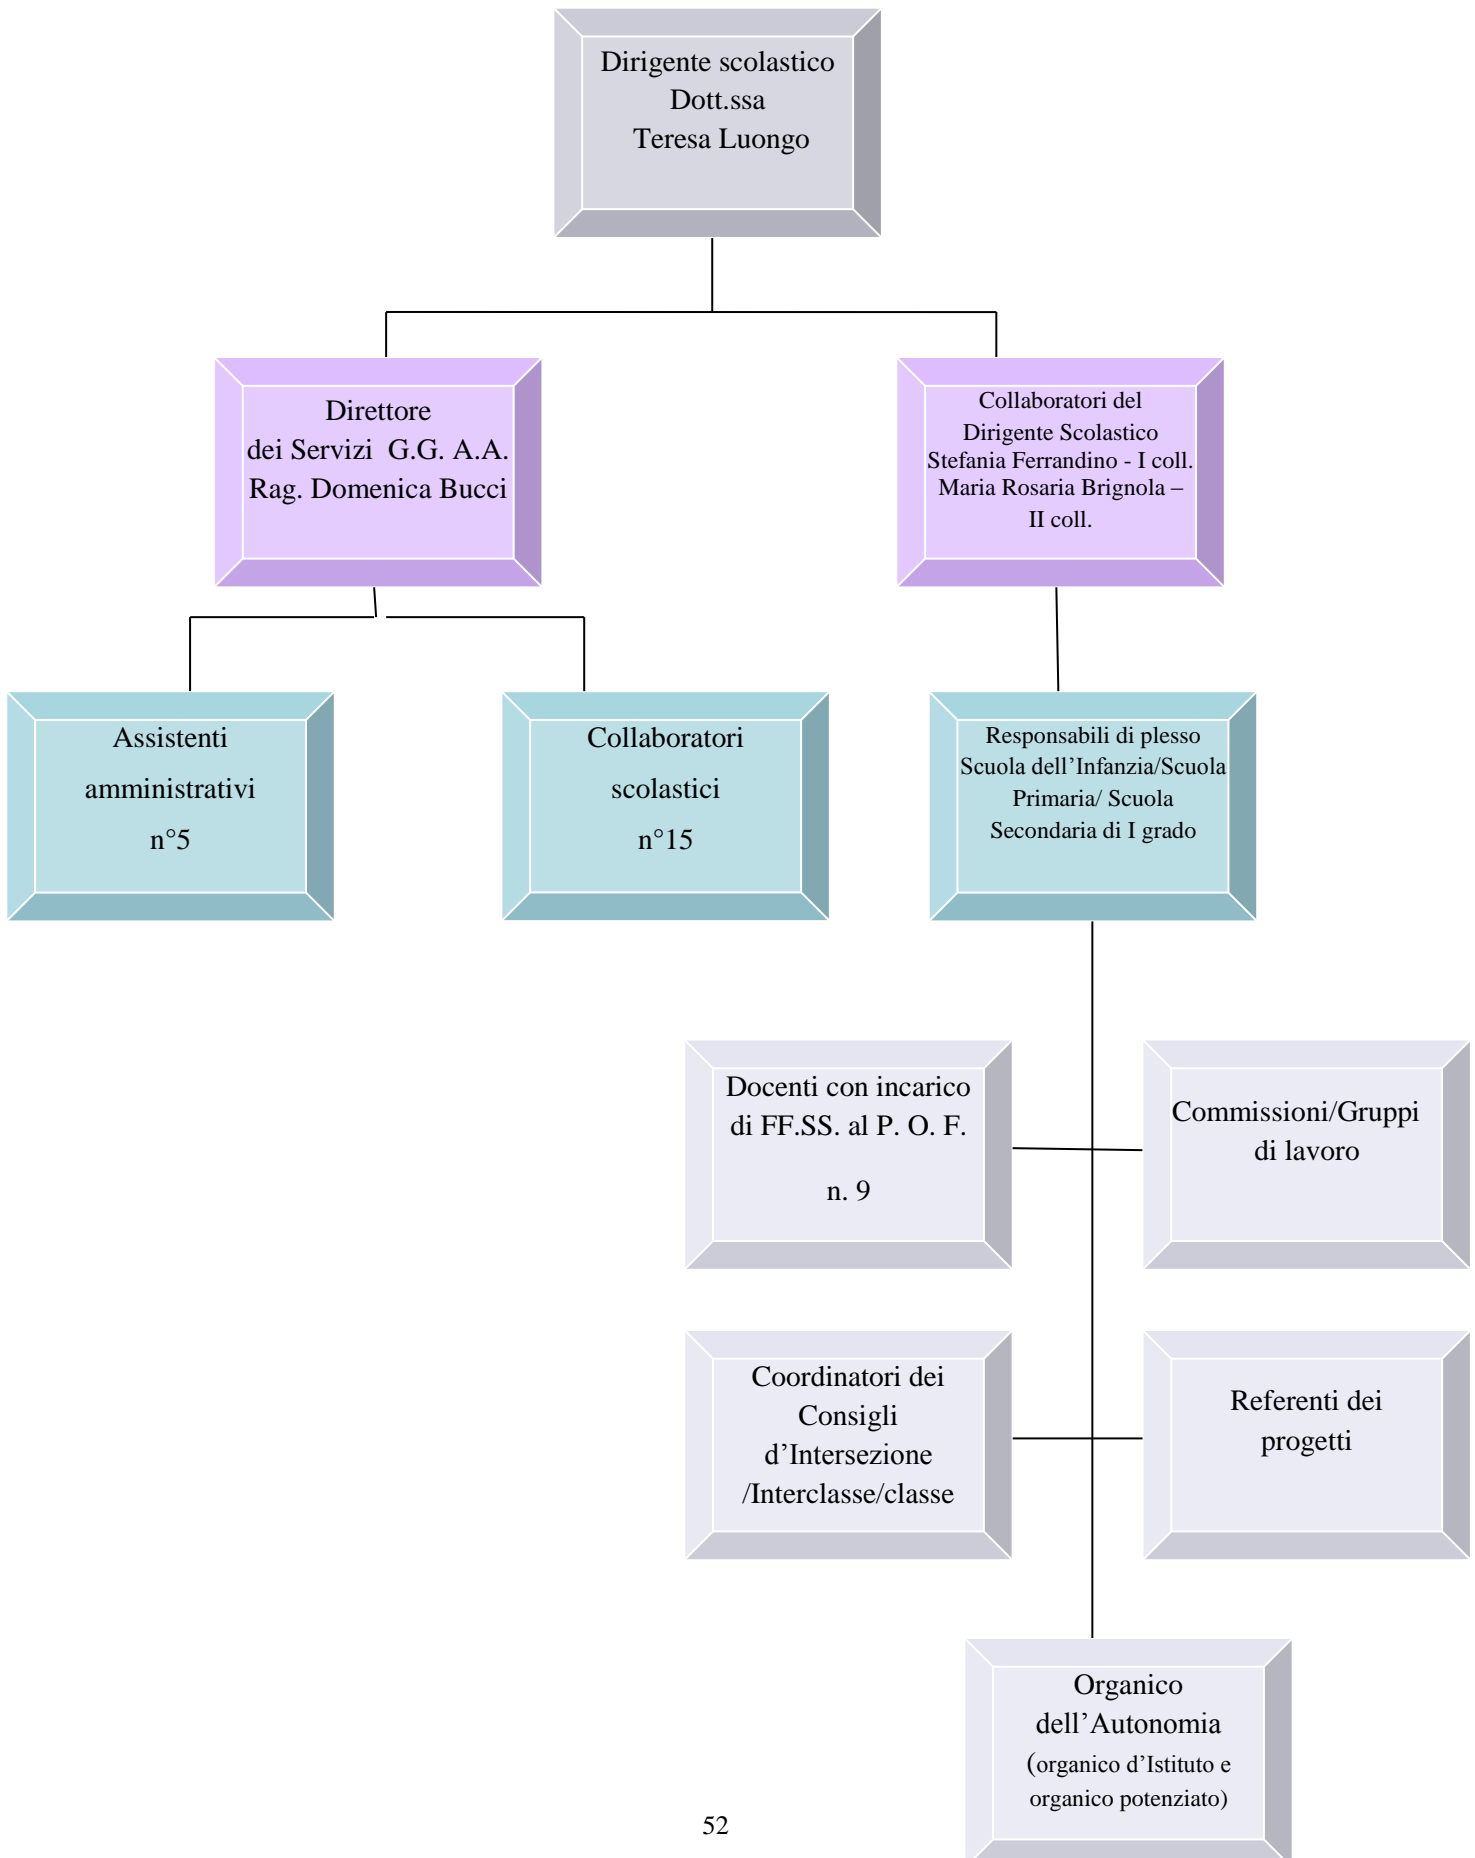 Dirigente scolastico
Dott.ssa
Teresa Luongo
Direttore
dei Servizi G.G. A.A.
Rag. Domenica Bucci
Collaboratori del
Dirigente Scolastico
Stefania Ferrandino - I coll.
Maria Rosaria Brignola –
II coll.
Assistenti
amministrativi
n°5
Collaboratori
scolastici
n°15
Responsabili di plesso
Scuola dell’Infanzia/Scuola
Primaria/ Scuola
Secondaria di I grado
Docenti con incarico
di FF.SS. al P. O. F.
n. 9
Commissioni/Gruppi
di lavoro
Coordinatori dei
Consigli
d’Intersezione
/Interclasse/classe
Referenti dei
progetti
Organico
dell’Autonomia
(organico d’Istituto e
organico potenziato)
52